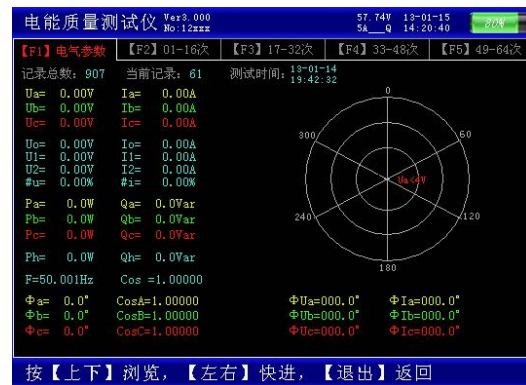 电能质量测试仪 Ver3.000 No:12xxx 57.74V 13-01-15 5A__Q 14:20:40 80%
【F1】电气参数 【F2】01-16次 【F3】17-32次 【F4】33-48次 【F5】49-64次
记录总数: 907 当前记录: 61 测试时间: 13-01-14 19:42:32
Ua= 0.00V Ia= 0.00A
Ub= 0.00V Ib= 0.00A
Uc= 0.00V Ic= 0.00A
Uo= 0.00V Io= 0.00A
U1= 0.00V I1= 0.00A
U2= 0.00V I2= 0.00A
#u= 0.00% #i= 0.00%
Pa= 0.0W Qa= 0.0Var
Pb= 0.0W Qb= 0.0Var
Pc= 0.0W Qc= 0.0Var
Ph= 0.0W Qh= 0.0Var
F=50.001Hz Cos =1.00000
Φa= 0.0° CosA=1.00000
Φb= 0.0° CosB=1.00000
Φc= 0.0° CosC=1.00000
0
300 60
Ua<4V
240 120
180
ΦUa=000.0° ΦIa=000.0°
ΦUb=000.0° ΦIb=000.0°
ΦUc=000.0° ΦIc=000.0°
按【上下】浏览，【左右】快进，【退出】返回